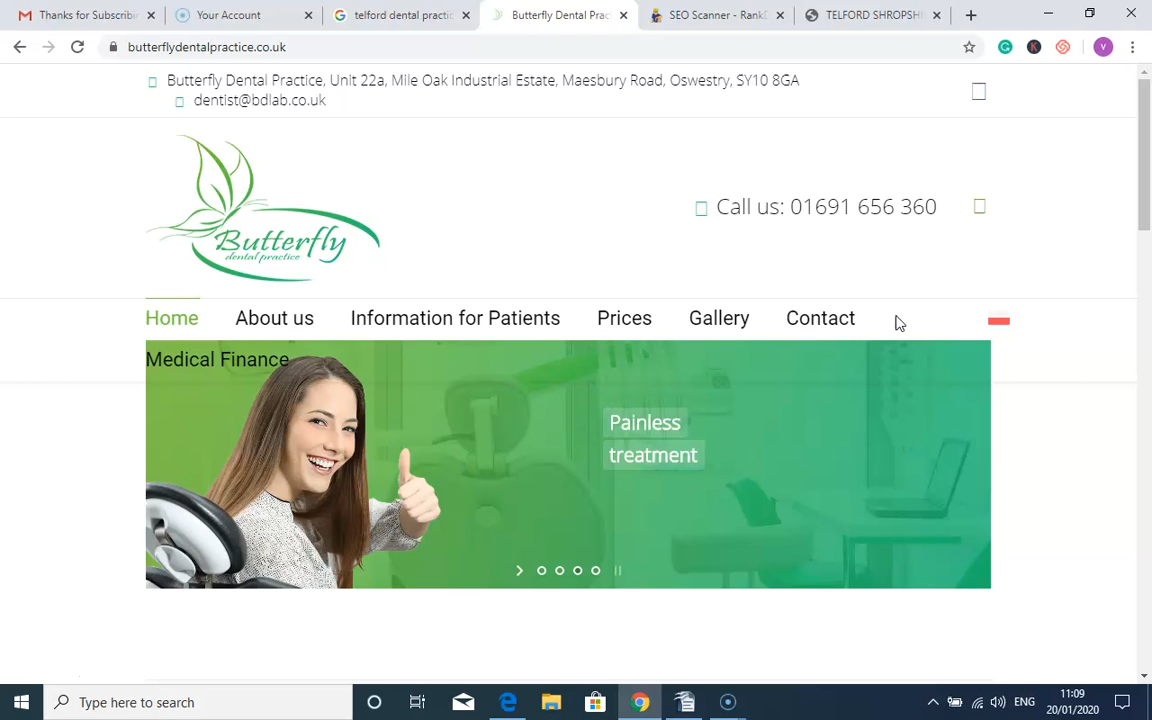 Thanks for Subscribi
Your Account
telford dental practic
Butterfly Dental Prac
SEO Scanner - Rank
TELFORD SHROPSH
butterflydentalpractice.co.uk
V
Butterfly Dental Practice, Unit 22a, Mile Oak Industrial Estate, Maesbury Road, Oswestry, SY10 8GA
dentist@bdlab.co.uk
Butterfly
dental practice
Call us: 01691 656 360
Home
About us
Information for Patients
Prices
Gallery
Contact
Medical Finance
Painless
treatment
Type here to search
ENG
11:09
20/01/2020